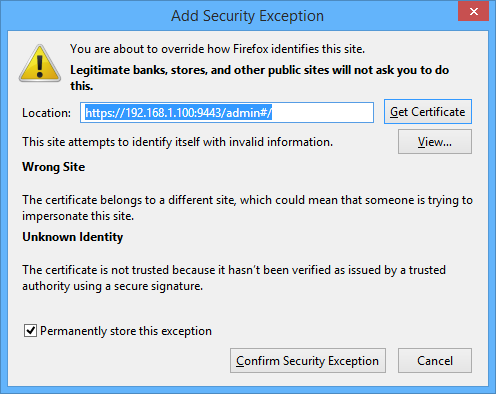 Add Security Exception
You are about to override how Firefox identifies this site.
Legitimate banks, stores, and other public sites will not ask you to do
this.
Location: https://192.168.1.100:9443/admin#/ Get Certificate
This site attempts to identify itself with invalid information. View...
Wrong Site
The certificate belongs to a different site, which could mean that someone is trying to
impersonate this site.
Unknown Identity
The certificate is not trusted because it hasn't been verified as issued by a trusted
authority using a secure signature.
Permanently store this exception
Confirm Security Exception Cancel